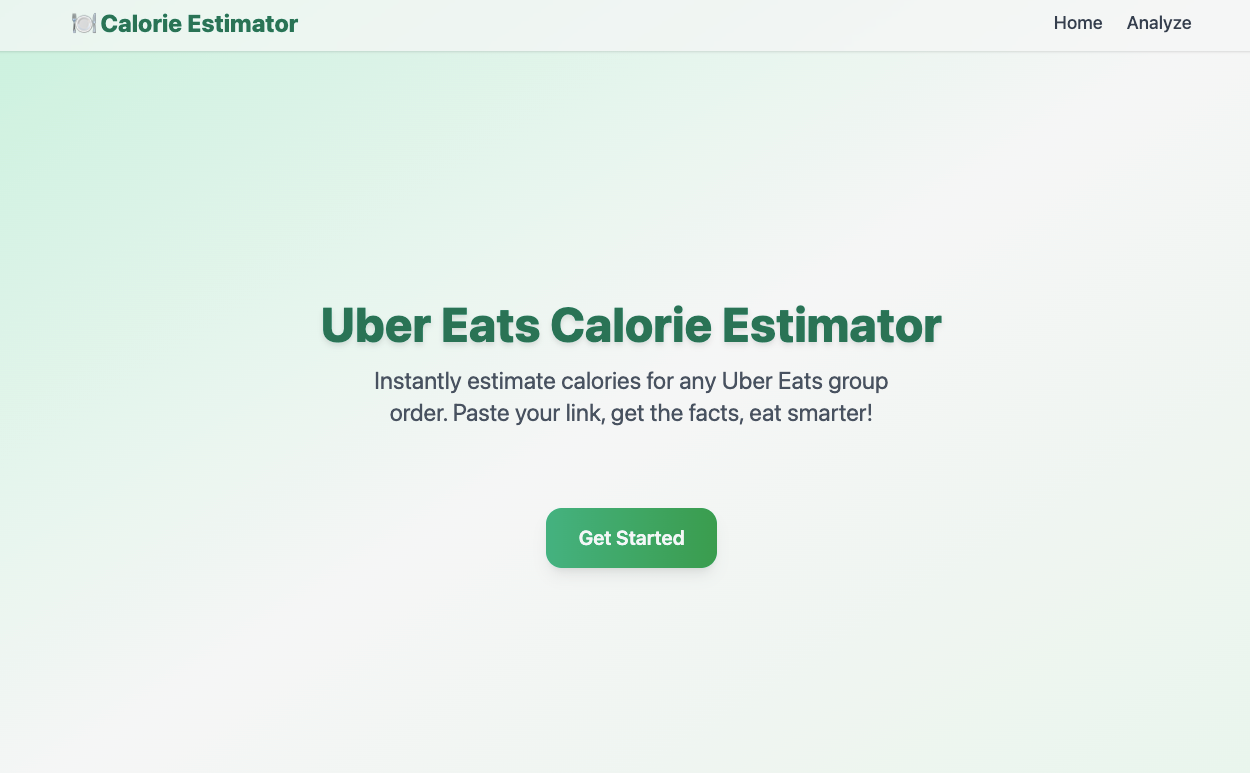 🍽️ Calorie Estimator
Home Analyze
Uber Eats Calorie Estimator
Instantly estimate calories for any Uber Eats group
order. Paste your link, get the facts, eat smarter!
Get Started